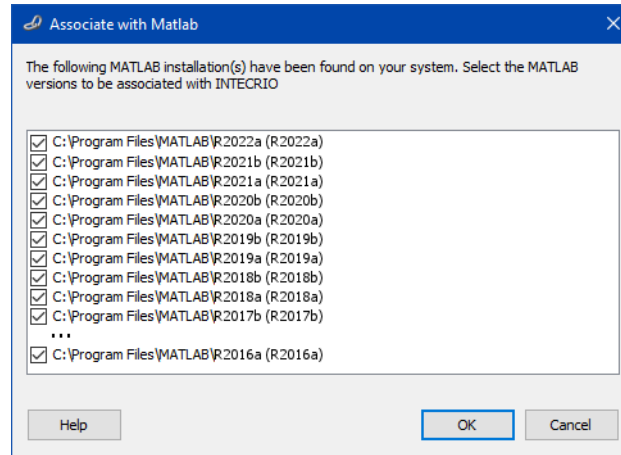 Associate with Matlab
The following MATLAB installation(s) have been found on your system. Select the MATLAB
versions to be associated with INTECRIO
C:\Program Files\MATLAB\R2022a (R2022a)
C:\Program Files\MATLAB\R2021b (R2021b)
C:\Program Files\MATLAB\R2021a (R2021a)
C:\Program Files\MATLAB\R2020b (R2020b)
C:\Program Files\MATLAB\R2020a (R2020a)
C:\Program Files\MATLAB\R2019b (R2019b)
C:\Program Files\MATLAB\R2019a (R2019a)
C:\Program Files\MATLAB\R2018b (R2018b)
C:\Program Files\MATLAB\R2018a (R2018a)
C:\Program Files\MATLAB\R2017b (R2017b)
...
C:\Program Files\MATLAB\R2016a (R2016a)
Help OK Cancel